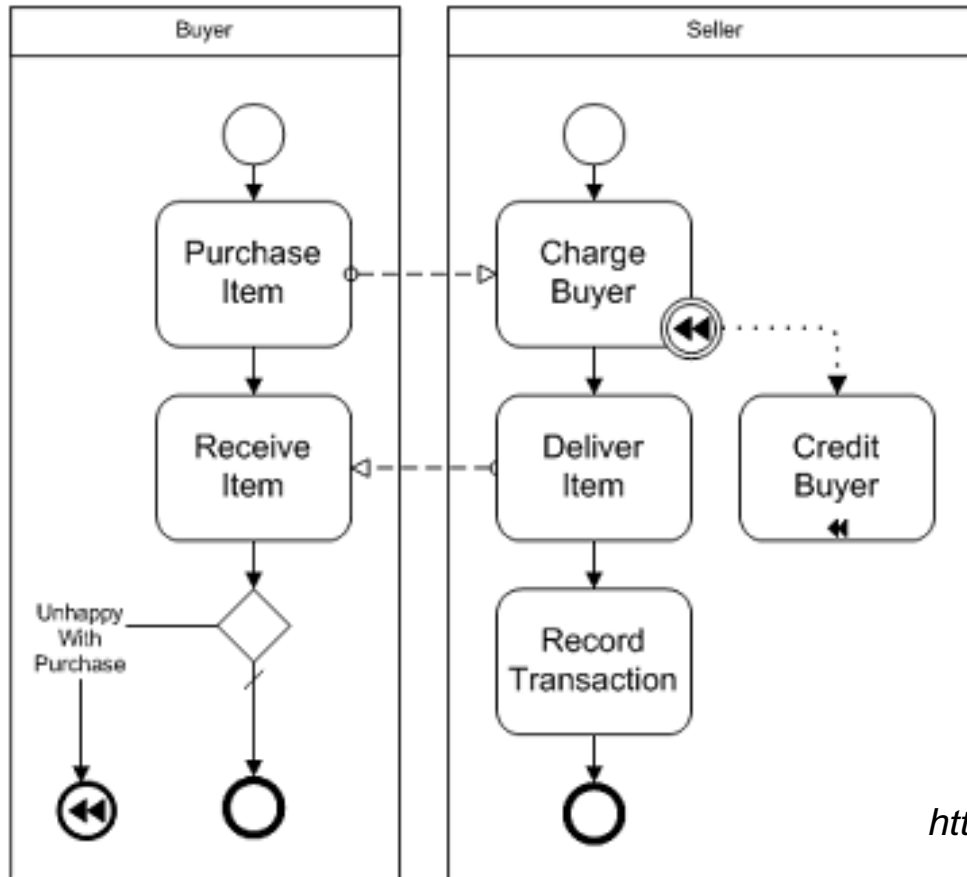 Buyer
Seller
Purchase
Item
Charge
Buyer
Receive
Item
Deliver
Item
Credit
Buyer
Unhappy
With
Purchase
Record
Transaction
htt